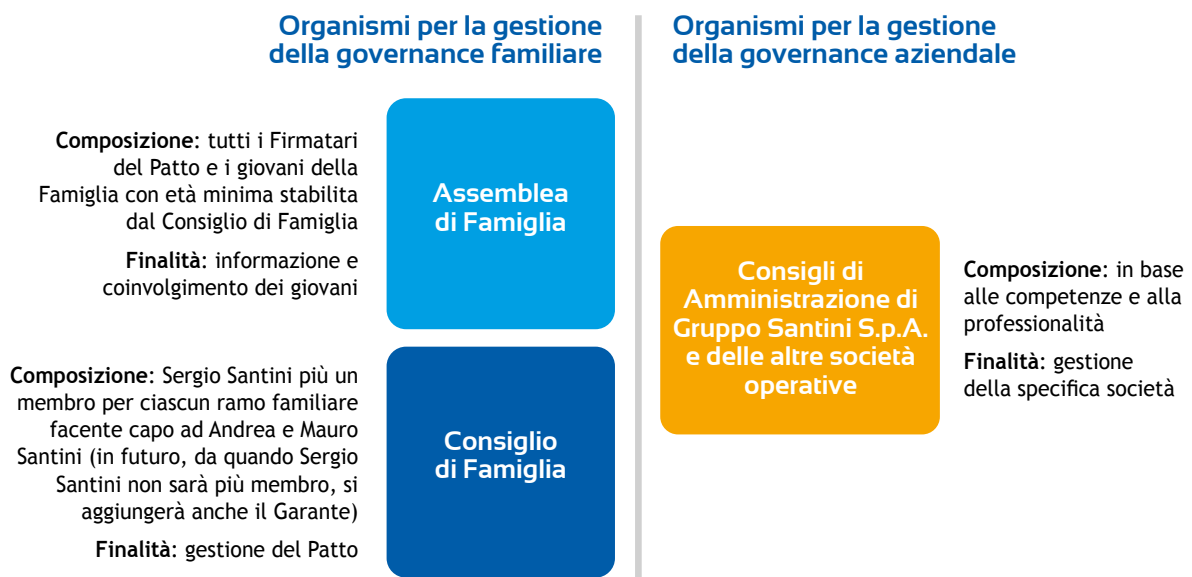 Organismi per la gestione
della governance familiare
Composizione: tutti i Firmatari
del Patto e i giovani della
Famiglia con età minima stabilita
dal Consiglio di Famiglia
Finalità: informazione e
coinvolgimento dei giovani
Assemblea
di Famiglia
Composizione: Sergio Santini più un
membro per ciascun ramo familiare
facente capo ad Andrea e Mauro
Santini (in futuro, da quando Sergio
Santini non sarà più membro, si
aggiungerà anche il Garante)
Finalità: gestione del Patto
Consiglio
di Famiglia
Organismi per la gestione
della governance aziendale
Consigli di
Amministrazione di
Gruppo Santini S.p.A.
e delle altre società
operative
Composizione: in base
alle competenze e alla
professionalità
Finalità: gestione
della specifica società